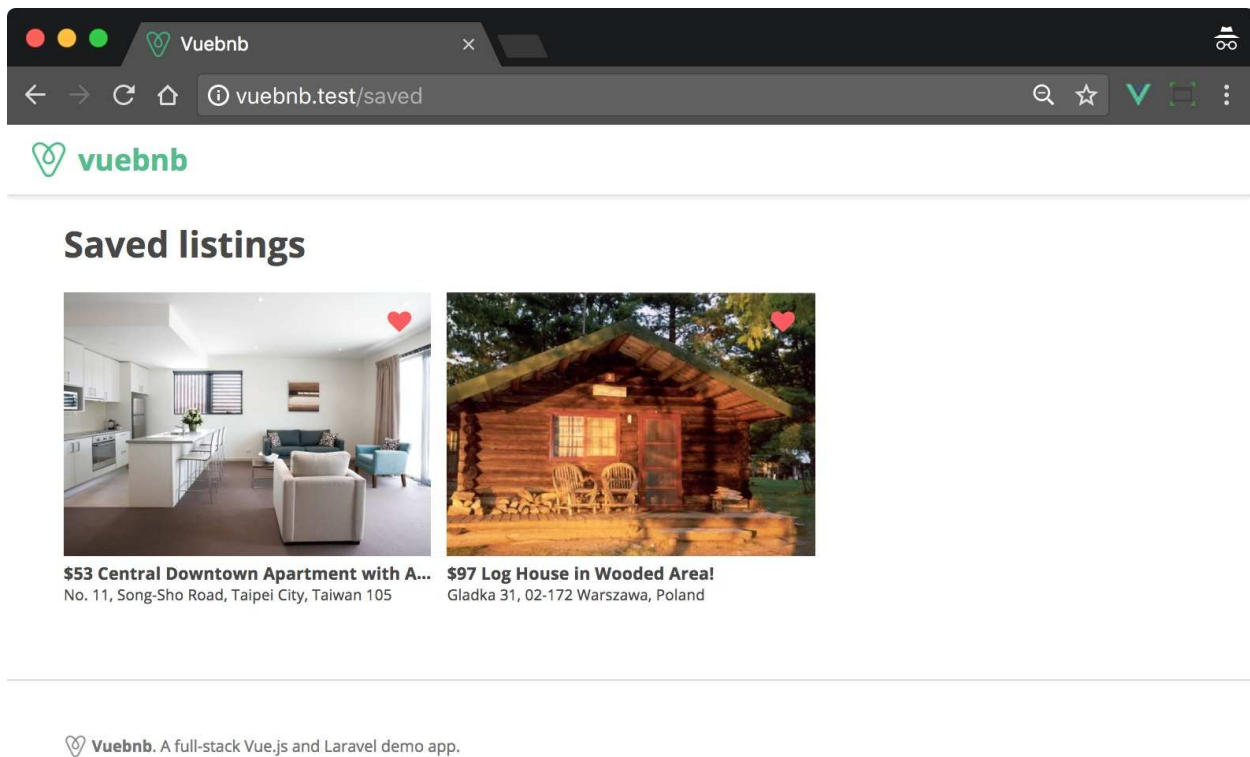 Vuebnb
vuebnb.test/saved
vuebnb
Saved listings
$53 Central Downtown Apartment with A...
No. 11, Song-Sho Road, Taipei City, Taiwan 105
$97 Log House in Wooded Area!
Gladka 31, 02-172 Warszawa, Poland
Vuebnb. A full-stack Vue.js and Laravel demo app.